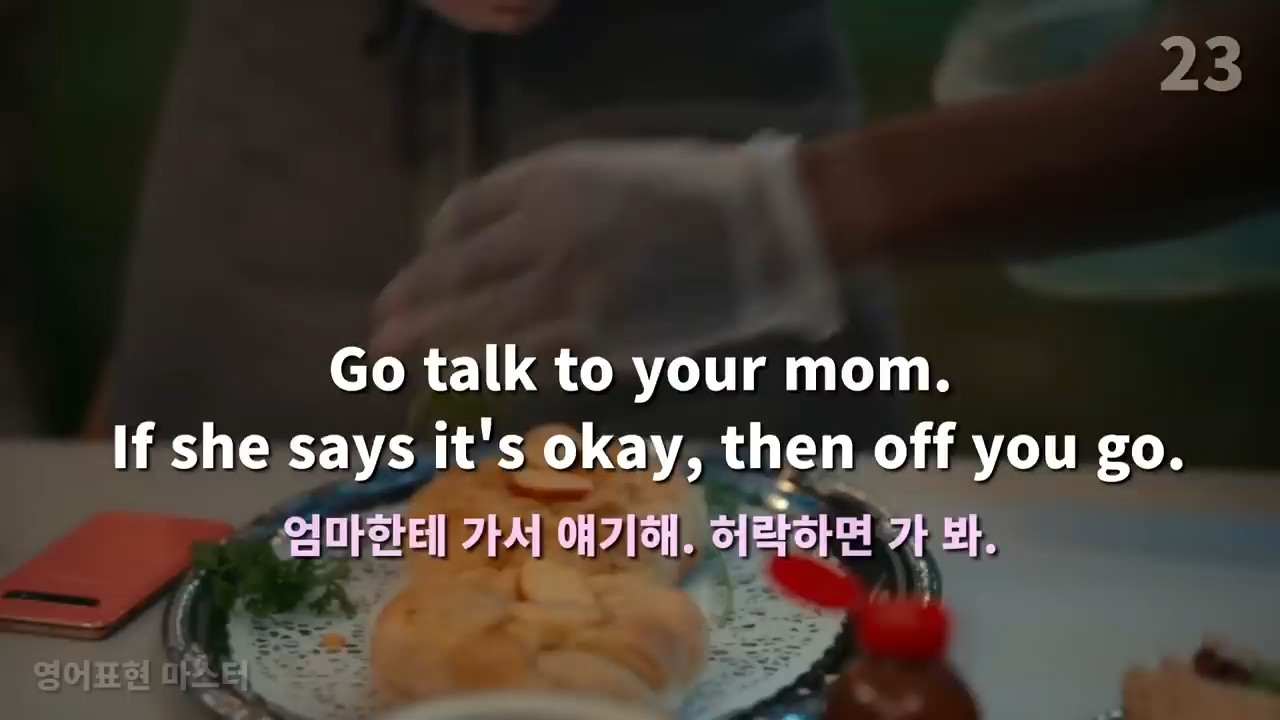 23
Go talk to your mom.
If she says it's okay, then off you go.
엄마한테 가서 얘기해. 허락하면 가 봐.
영어표현 마스터